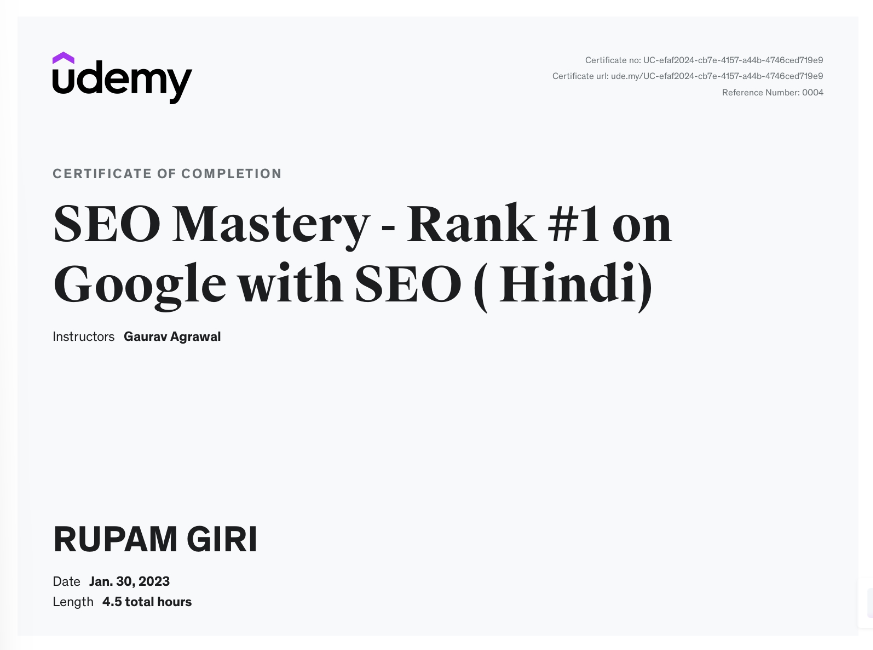 udemy
Certificate no: UC-efaf2024-cb7e-4157-a44b-4746ced719e9
Certificate url: ude.my/UC-efaf2024-cb7e-4157-a44b-4746ced719e9
Reference Number: 0004
CERTIFICATE OF COMPLETION
SEO Mastery - Rank #1 on
Google with SEO ( Hindi)
Instructors Gaurav Agrawal
RUPAM GIRI
Date Jan. 30, 2023
Length 4.5 total hours